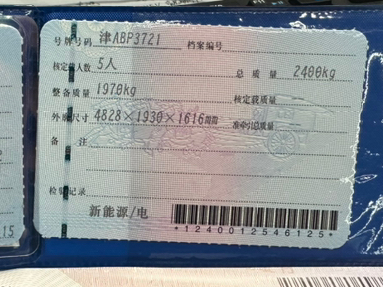 号牌号码 津ABP3721 档案编号
核定载人数 5人 总质量 2400kg
整备质量 1970kg 核定载质量
外廓尺寸 4828×1930×1616mm 准牵引总质量
备注
检验记录
新能源/电
*1240012546125*
15